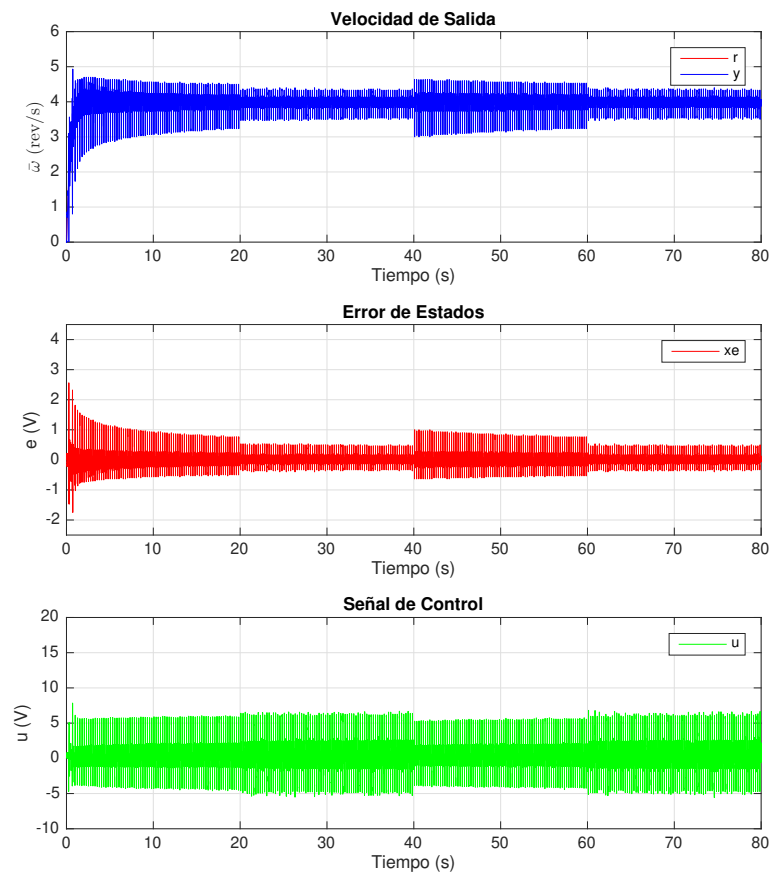 Velocidad de Salida
6
5
4
3
2
1
0
ω̄ (rev/s)
r
y
0 10 20 30 40 50 60 70 80
Tiempo (s)
Error de Estados
4
3
2
1
0
-1
-2
e (V)
xe
0 10 20 30 40 50 60 70 80
Tiempo (s)
Señal de Control
20
15
10
5
0
-5
-10
u (V)
u
0 10 20 30 40 50 60 70 80
Tiempo (s)